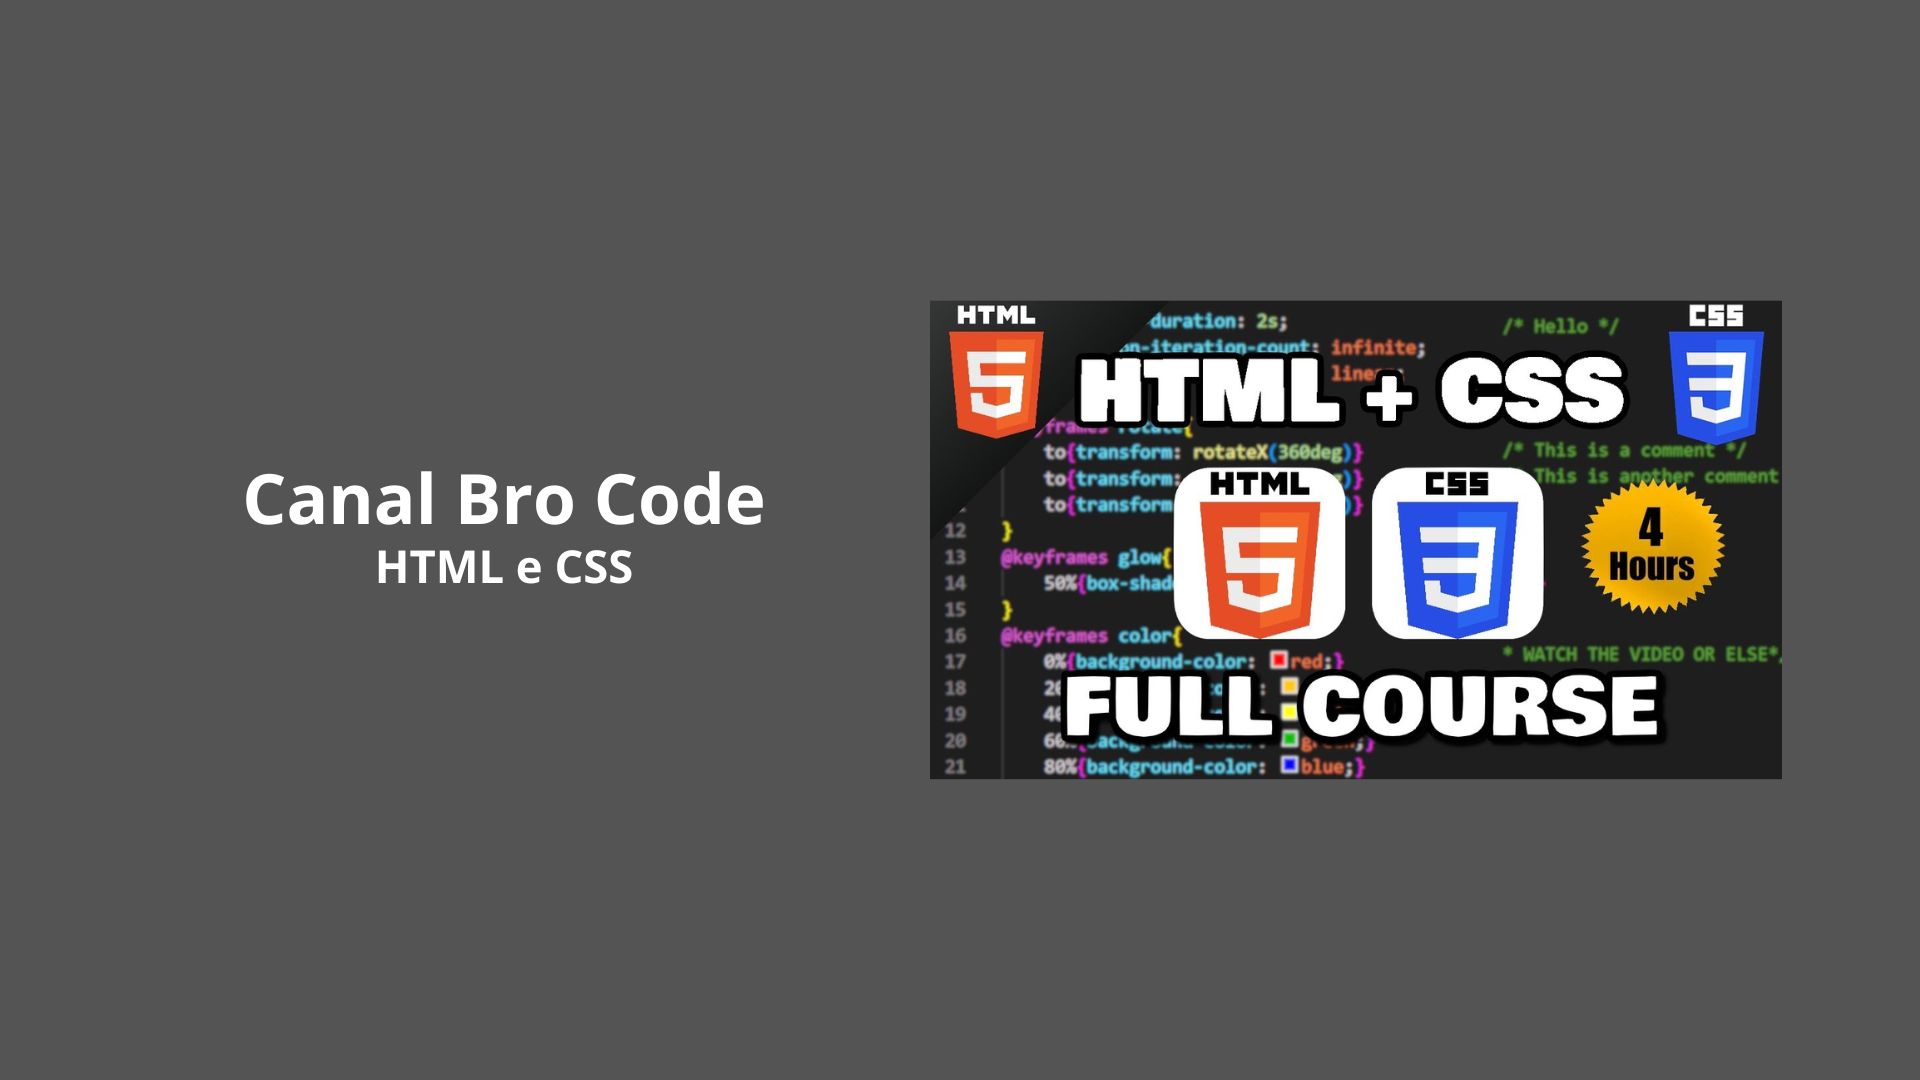 Canal Bro Code
HTML e CSS
HTML
CSS
duration: 2s;
/* Hello */
on-iteration-count: infinite;
HTML + CSS
/* This is a comment */
to{transform: rotateX(360deg)}
This is another comment
to{transform:
to{transform
HTML
CSS
12 }
13 @keyframes glow{
14 50%{box-shad
15 }
16 @keyframes color{
4
Hours
* WATCH THE VIDEO OR ELSE*/
17 0%{background-color: red;}
18
19
FULL COURSE
20
21 80%{background-color: blue;}